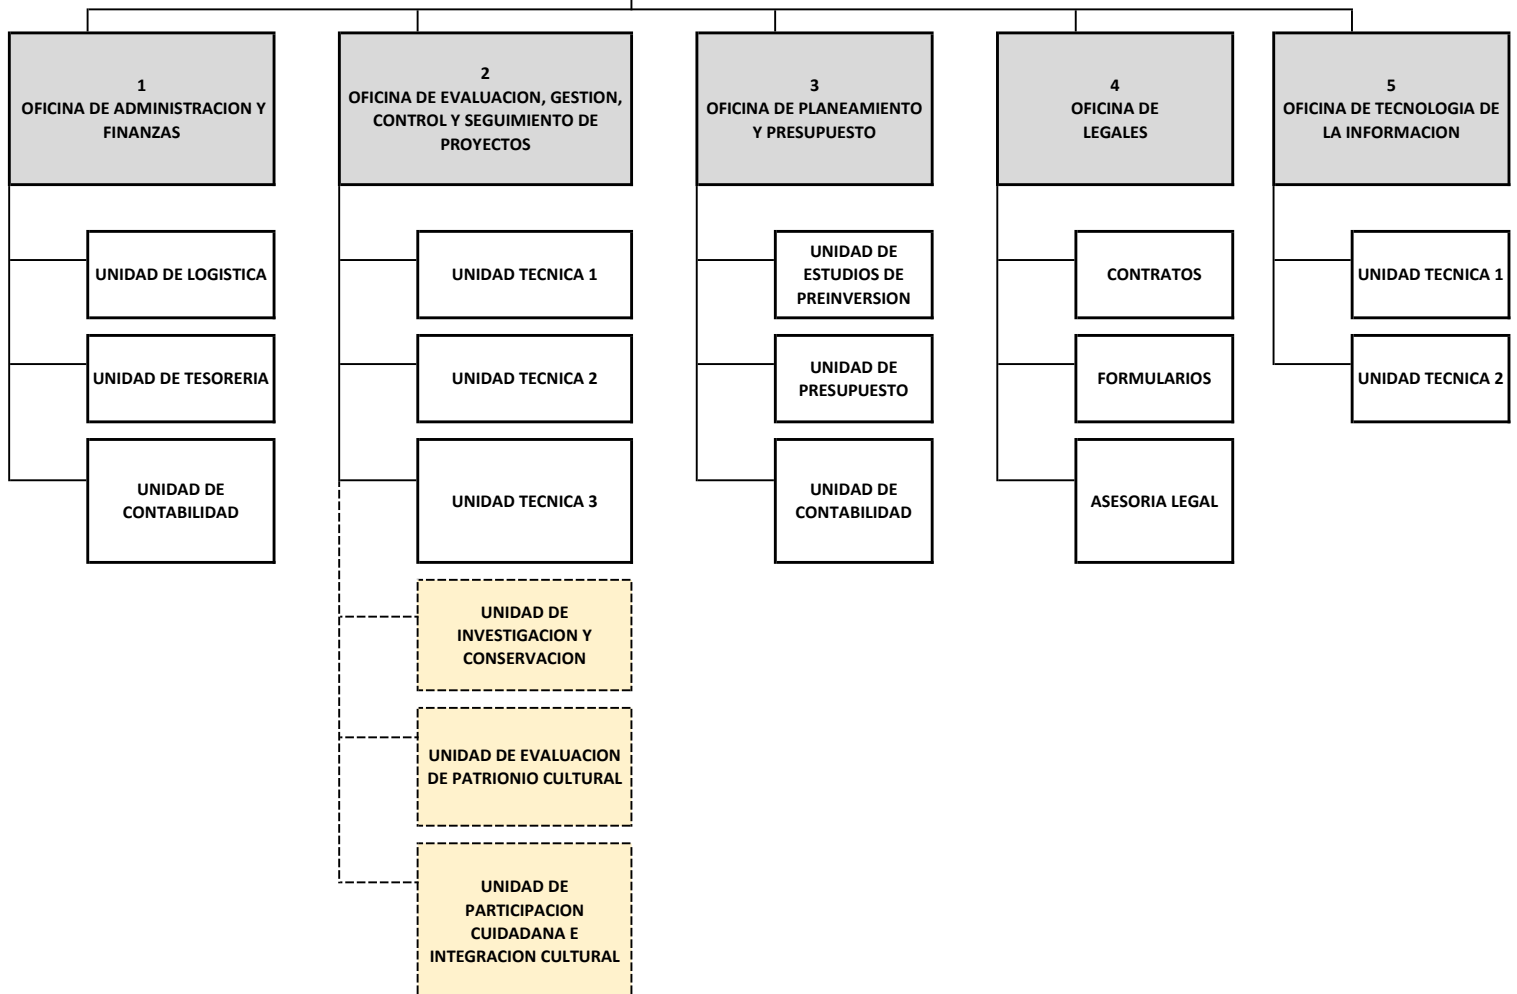 1
OFICINA DE ADMINISTRACION Y
FINANZAS
2
OFICINA DE EVALUACION, GESTION,
CONTROL Y SEGUIMIENTO DE
PROYECTOS
3
OFICINA DE PLANEAMIENTO
Y PRESUPUESTO
4
OFICINA DE
LEGALES
5
OFICINA DE TECNOLOGIA DE
LA INFORMACION
UNIDAD DE LOGISTICA
UNIDAD DE TESORERIA
UNIDAD DE
CONTABILIDAD
UNIDAD TECNICA 1
UNIDAD TECNICA 2
UNIDAD TECNICA 3
UNIDAD DE
INVESTIGACION Y
CONSERVACION
UNIDAD DE EVALUACION
DE PATRIONIO CULTURAL
UNIDAD DE
PARTICIPACION
CUIDADANA E
INTEGRACION CULTURAL
UNIDAD DE
ESTUDIOS DE
PREINVERSION
UNIDAD DE
PRESUPUESTO
UNIDAD DE
CONTABILIDAD
CONTRATOS
FORMULARIOS
ASESORIA LEGAL
UNIDAD TECNICA 1
UNIDAD TECNICA 2